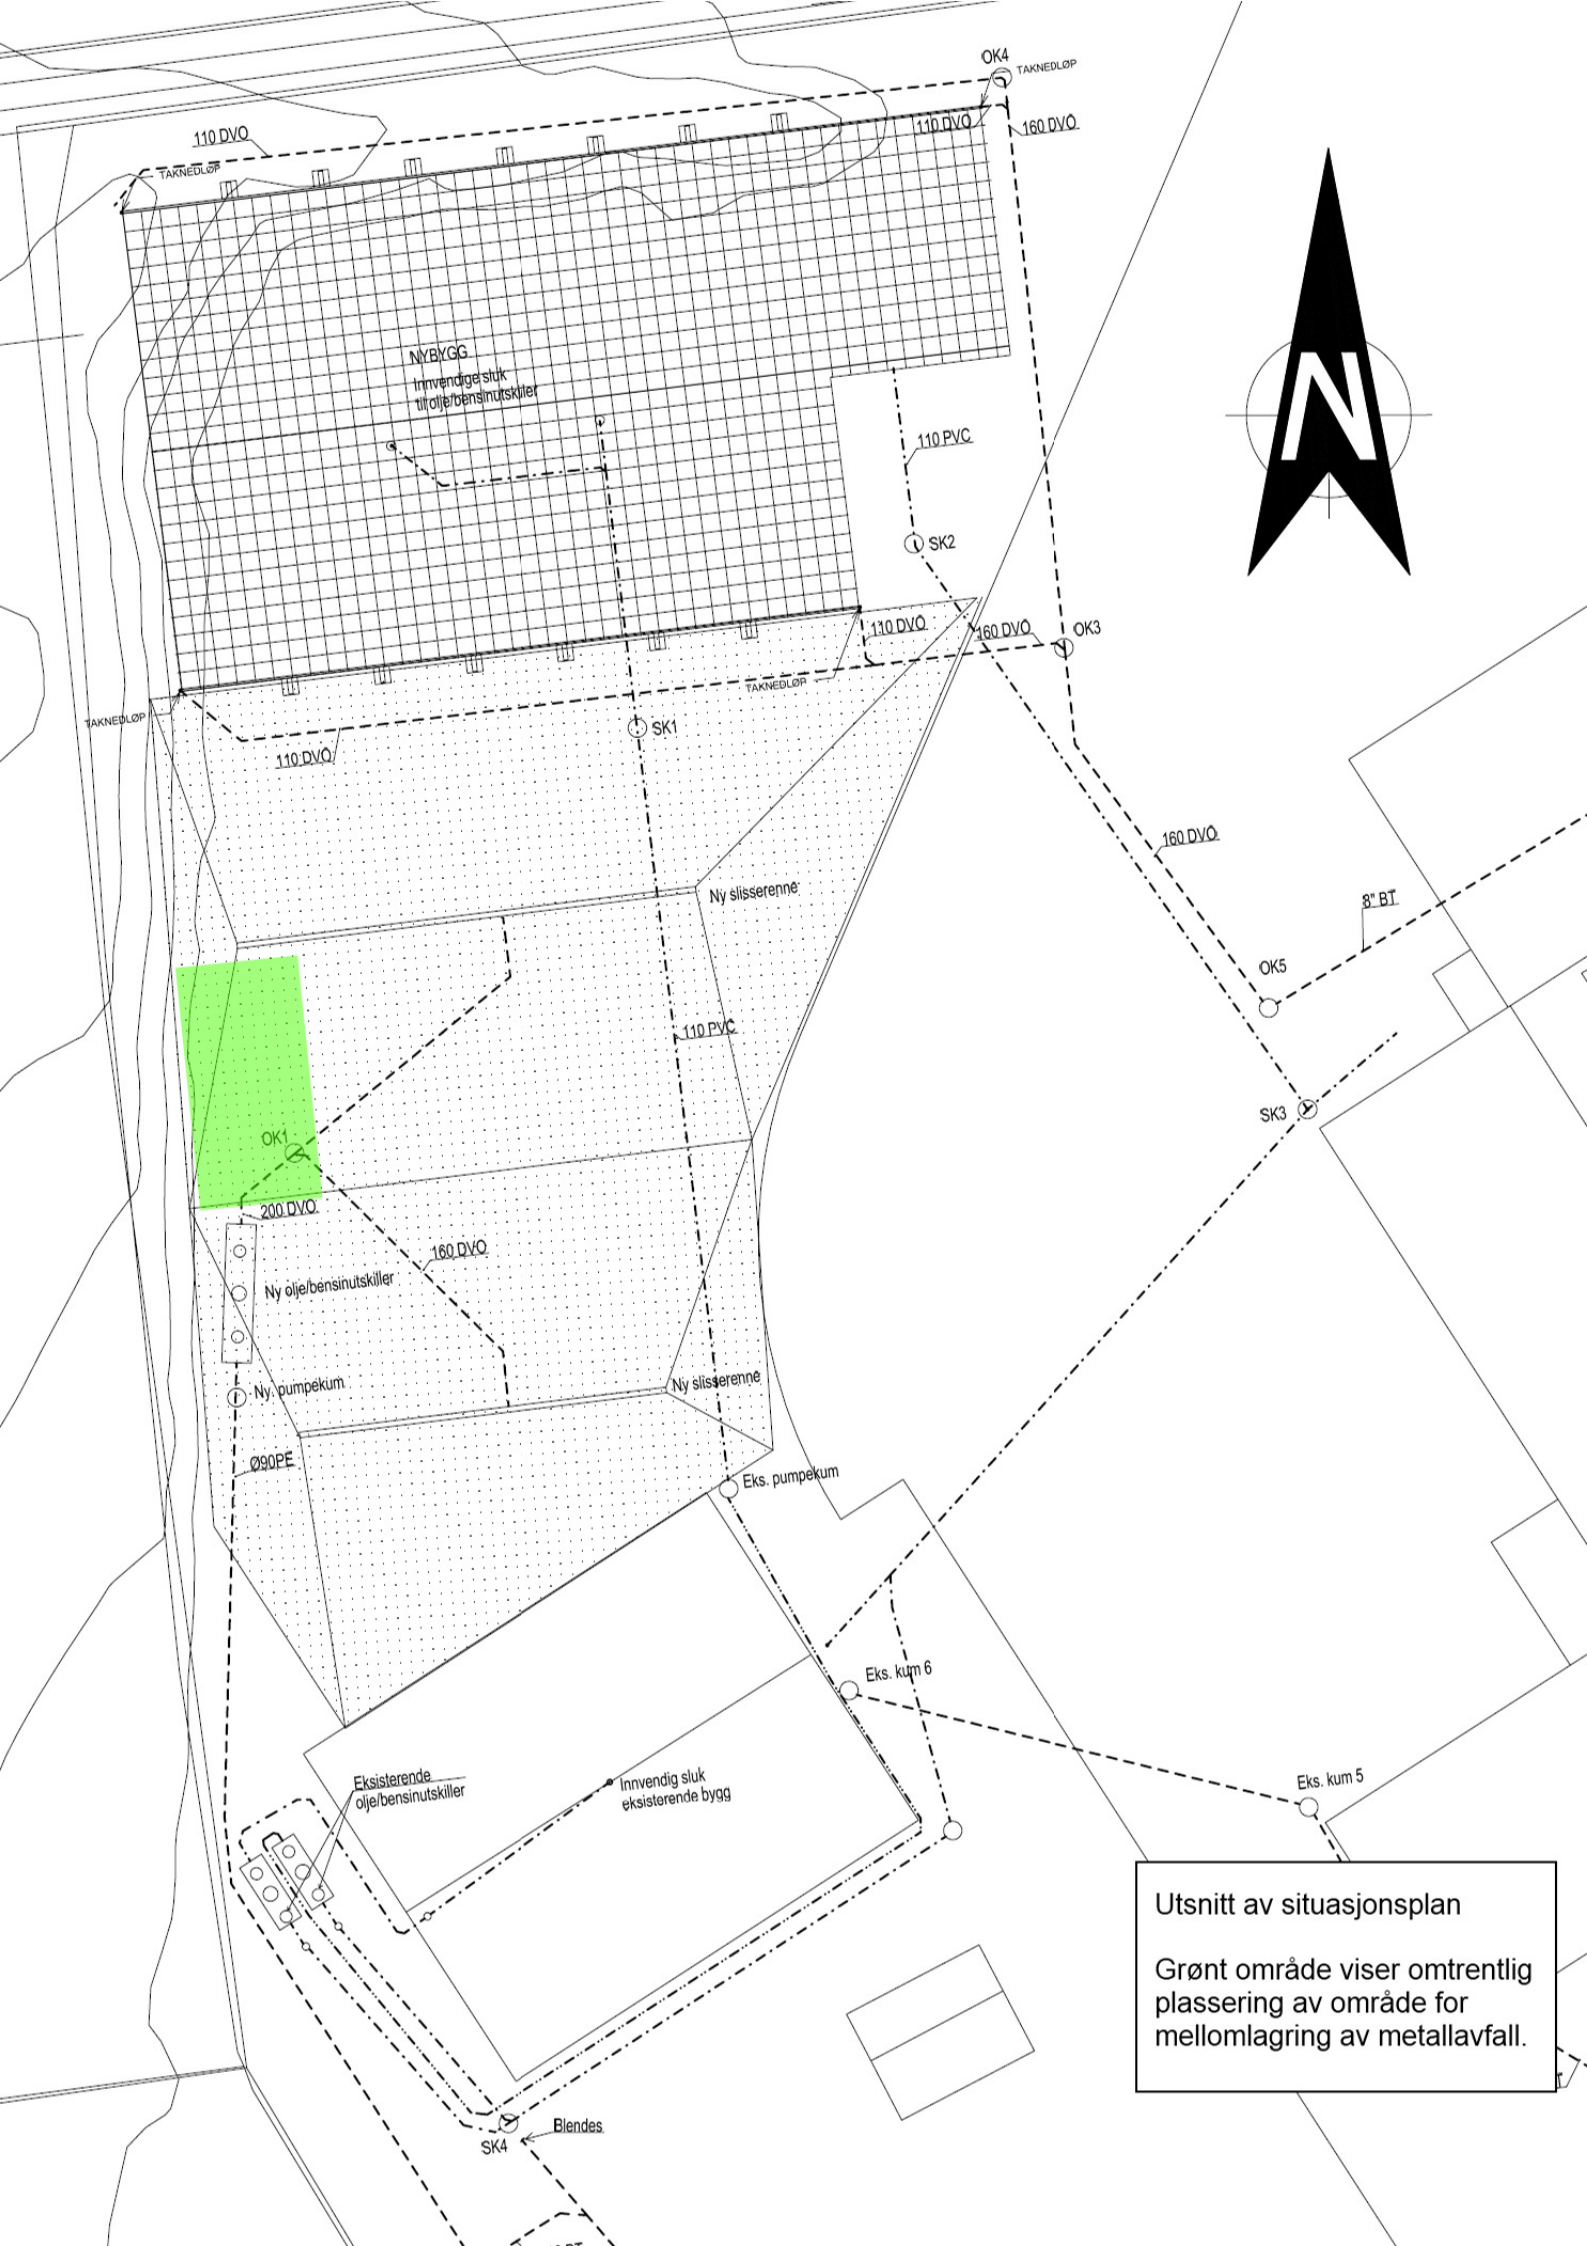 OK4
TAKNEDLØP
110 DVO
110 DVO
160 DVO
TAKNEDLØP
N
NYBYGG
Innvendige sluk
til olje/bensinutskiller
110 PVC
SK2
110 DVO
160 DVO
OK3
TAKNEDLØP
TAKNEDLØP
SK1
110 DVO
160 DVO
Ny slisserenne
8" BT
OK5
110 PVC
SK3
OK1
200 DVO
160 DVO
Ny olje/bensinutskiller
Ny slisserenne
Ny. pumpekum
Ø90PE
Eks. pumpekum
Eks. kum 6
Eksisterende
olje/bensinutskiller
Innvendig sluk
eksisterende bygg
Eks. kum 5
Utsnitt av situasjonsplan
Grønt område viser omtrentlig
plassering av område for
mellomlagring av metallavfall.
Blendes
SK4